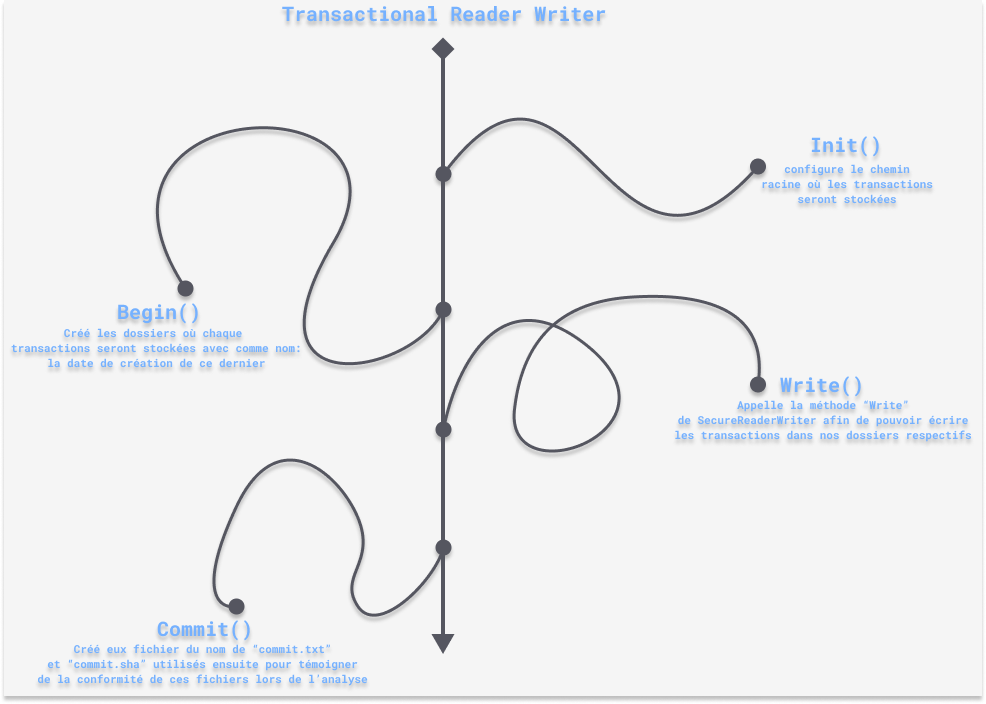 Transactional Reader Writer
Init()
configure le chemin
racine où les transactions
seront stockées
Begin()
Créé les dossiers où chaque
transactions seront stockées avec comme nom:
la date de création de ce dernier
Write()
Appelle la méthode "Write"
de SecureReaderWriter afin de pouvoir écrire
les transactions dans nos dossiers respectifs
Commit()
Créé eux fichier du nom de "commit.txt"
et "commit.sha" utilisés ensuite pour témoigner
de la conformité de ces fichiers lors de l'analyse